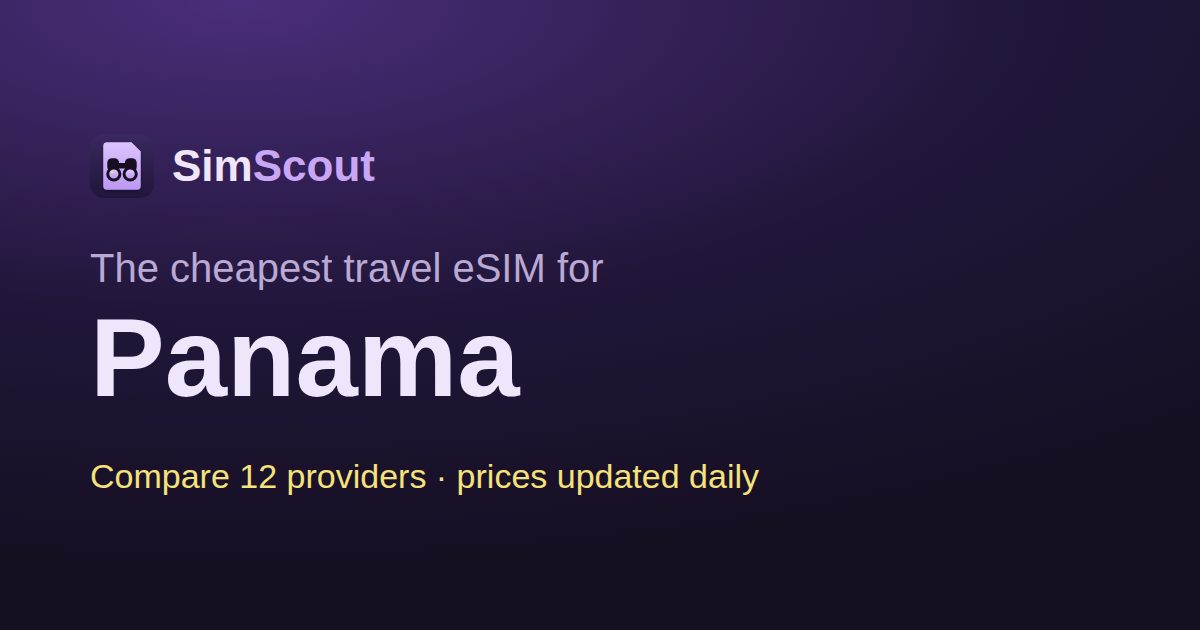 SimScout
The cheapest travel eSIM for
Panama
Compare 12 providers · prices updated daily